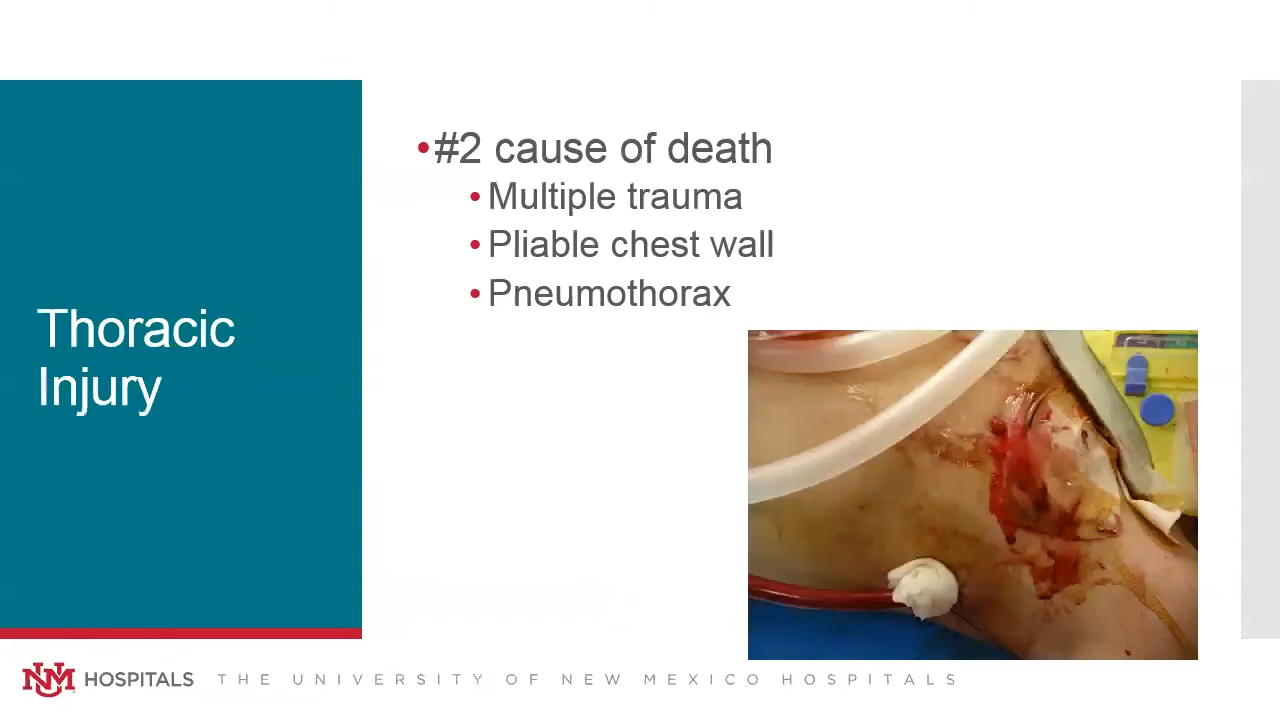 Thoracic
Injury
•#2 cause of death
•Multiple trauma
•Pliable chest wall
•Pneumothorax
UNM HOSPITALS THE UNIVERSITY OF NEW MEXICO HOSPITALS